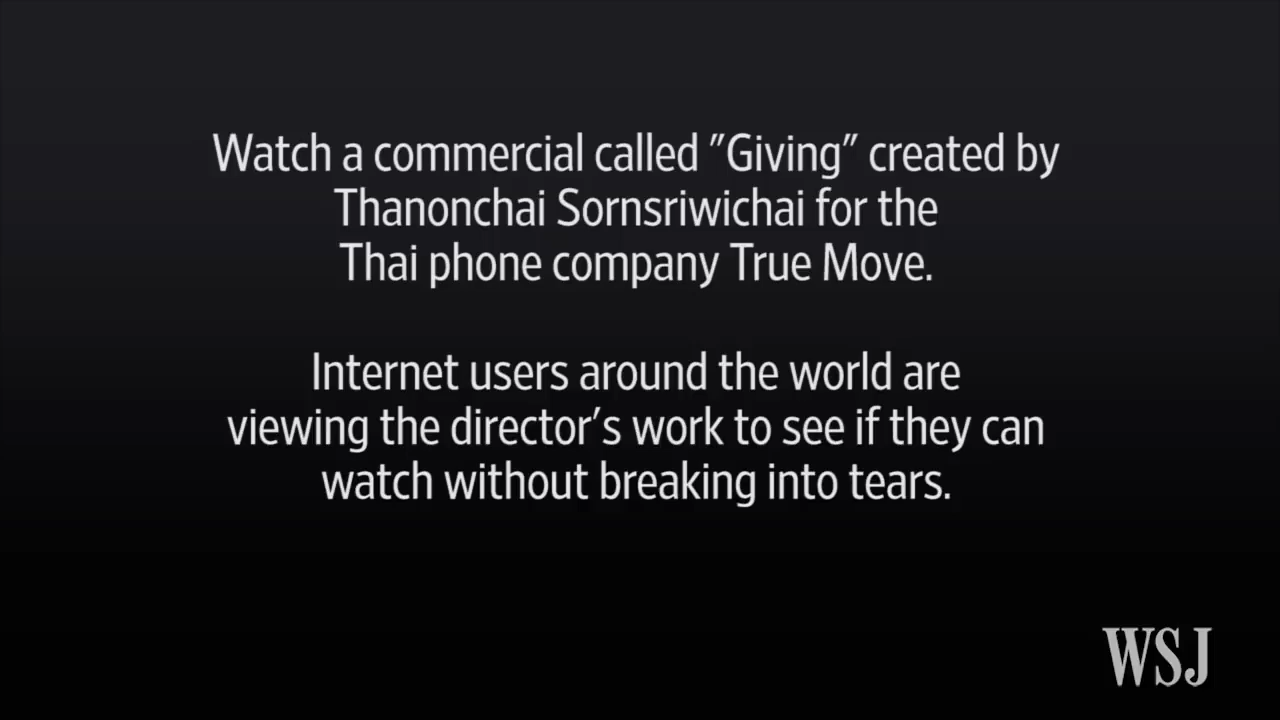 Watch a commercial called "Giving" created by
Thanonchai Sornsriwichai for the
Thai phone company True Move.
Internet users around the world are
viewing the director's work to see if they can
watch without breaking into tears.
WSJ